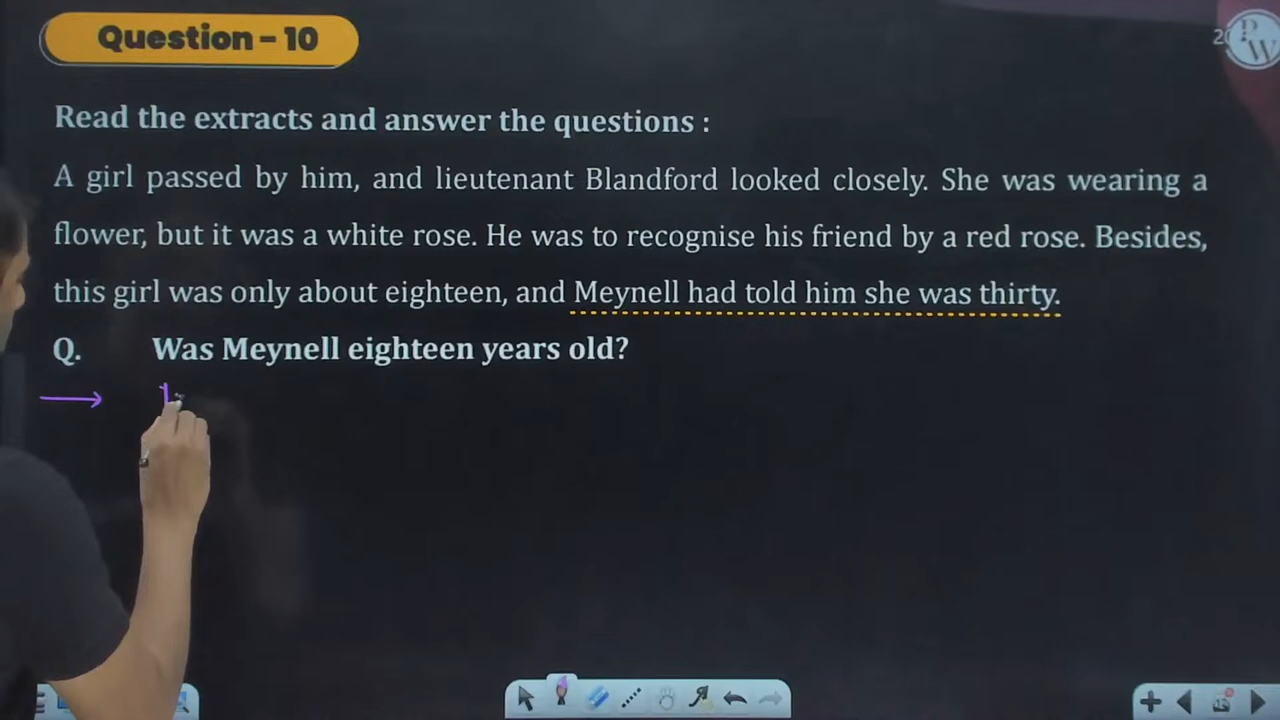 Question – 10
Read the extracts and answer the questions :
A girl passed by him, and lieutenant Blandford looked closely. She was wearing a
flower, but it was a white rose. He was to recognise his friend by a red rose. Besides,
this girl was only about eighteen, and Meynell had told him she was thirty.
Q. Was Meynell eighteen years old?
PW